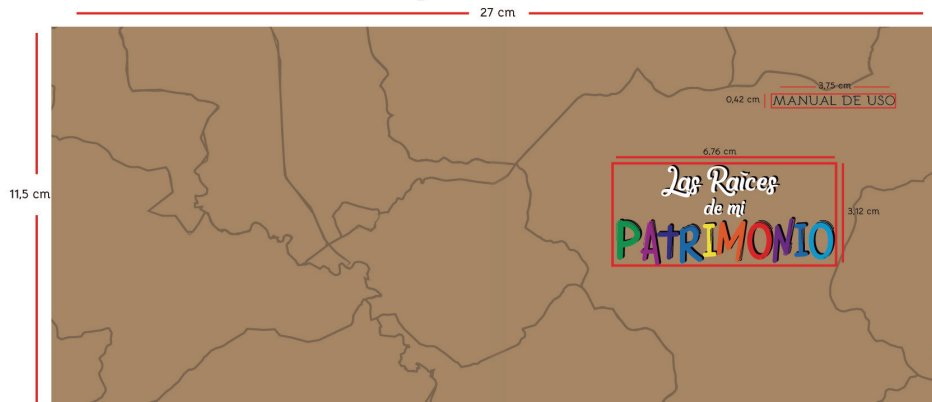 27 cm
3,75 cm
0,42 cm
MANUAL DE USO
6,76 cm
11,5 cm
Las Raíces
de mi
PATRIMONIO
3,12 cm